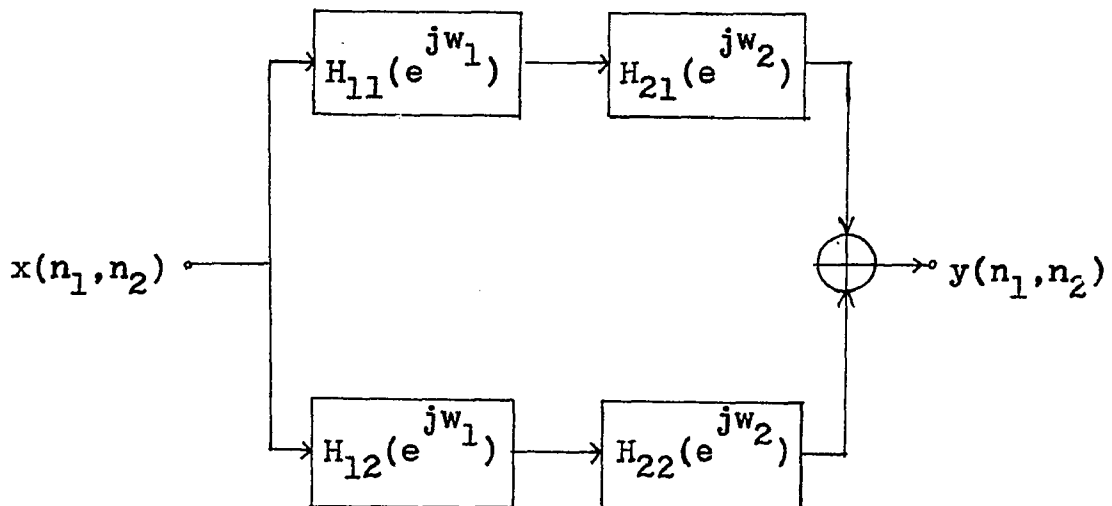 H₁₁(e^jw₁)
H₂₁(e^jw₂)
x(n₁,n₂)
y(n₁,n₂)
H₁₂(e^jw₁)
H₂₂(e^jw₂)